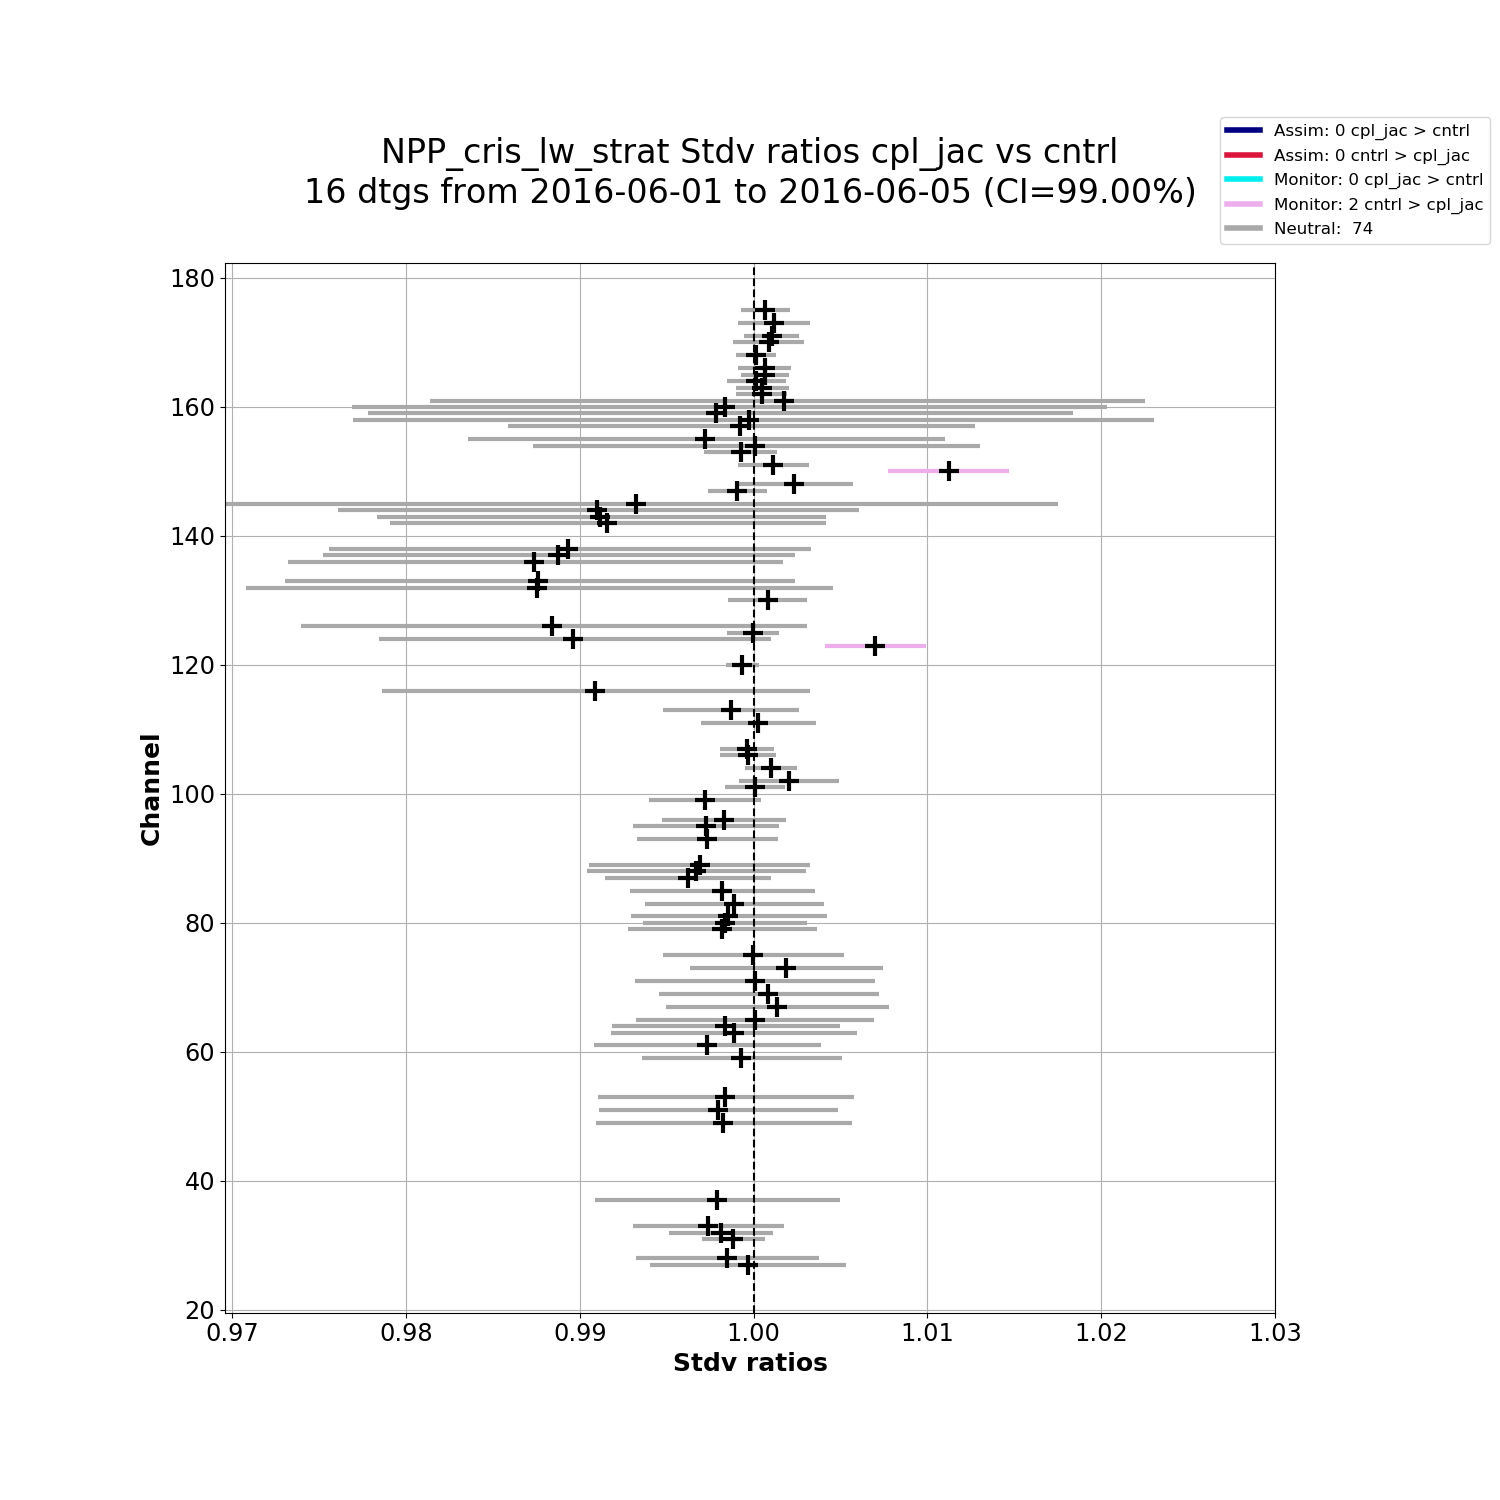 NPP_cris_lw_strat Stdv ratios cpl_jac vs cntrl
16 dtgs from 2016-06-01 to 2016-06-05 (CI=99.00%)
Assim: 0 cpl_jac > cntrl
Assim: 0 cntrl > cpl_jac
Monitor: 0 cpl_jac > cntrl
Monitor: 2 cntrl > cpl_jac
Neutral:  74
180
160
140
120
100
80
60
40
20
Channel
0.97 0.98 0.99 1.00 1.01 1.02 1.03
Stdv ratios